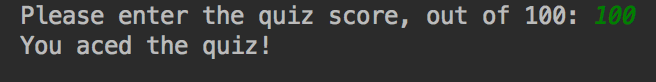 Please enter the quiz score, out of 100: 100
You aced the quiz!